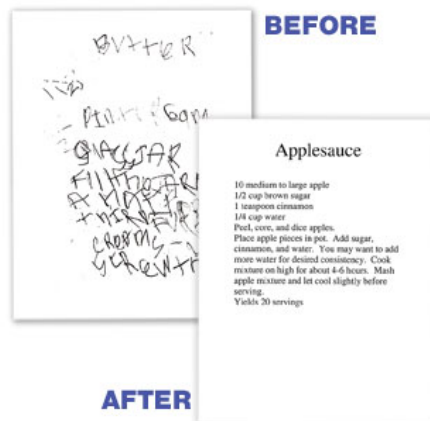 BEFORE
BUTTER
GLASS JAR
Applesauce
10 medium to large apple
1/2 cup brown sugar
1 teaspoon cinnamon
1/4 cup water
Peel, core, and dice apples.
Place apple pieces in pot. Add sugar,
cinnamon, and water. You may want to add
more water for desired consistency. Cook
mixture on high for about 4-6 hours. Mash
apple mixture and let cool slightly before
serving.
Yields 20 servings
AFTER